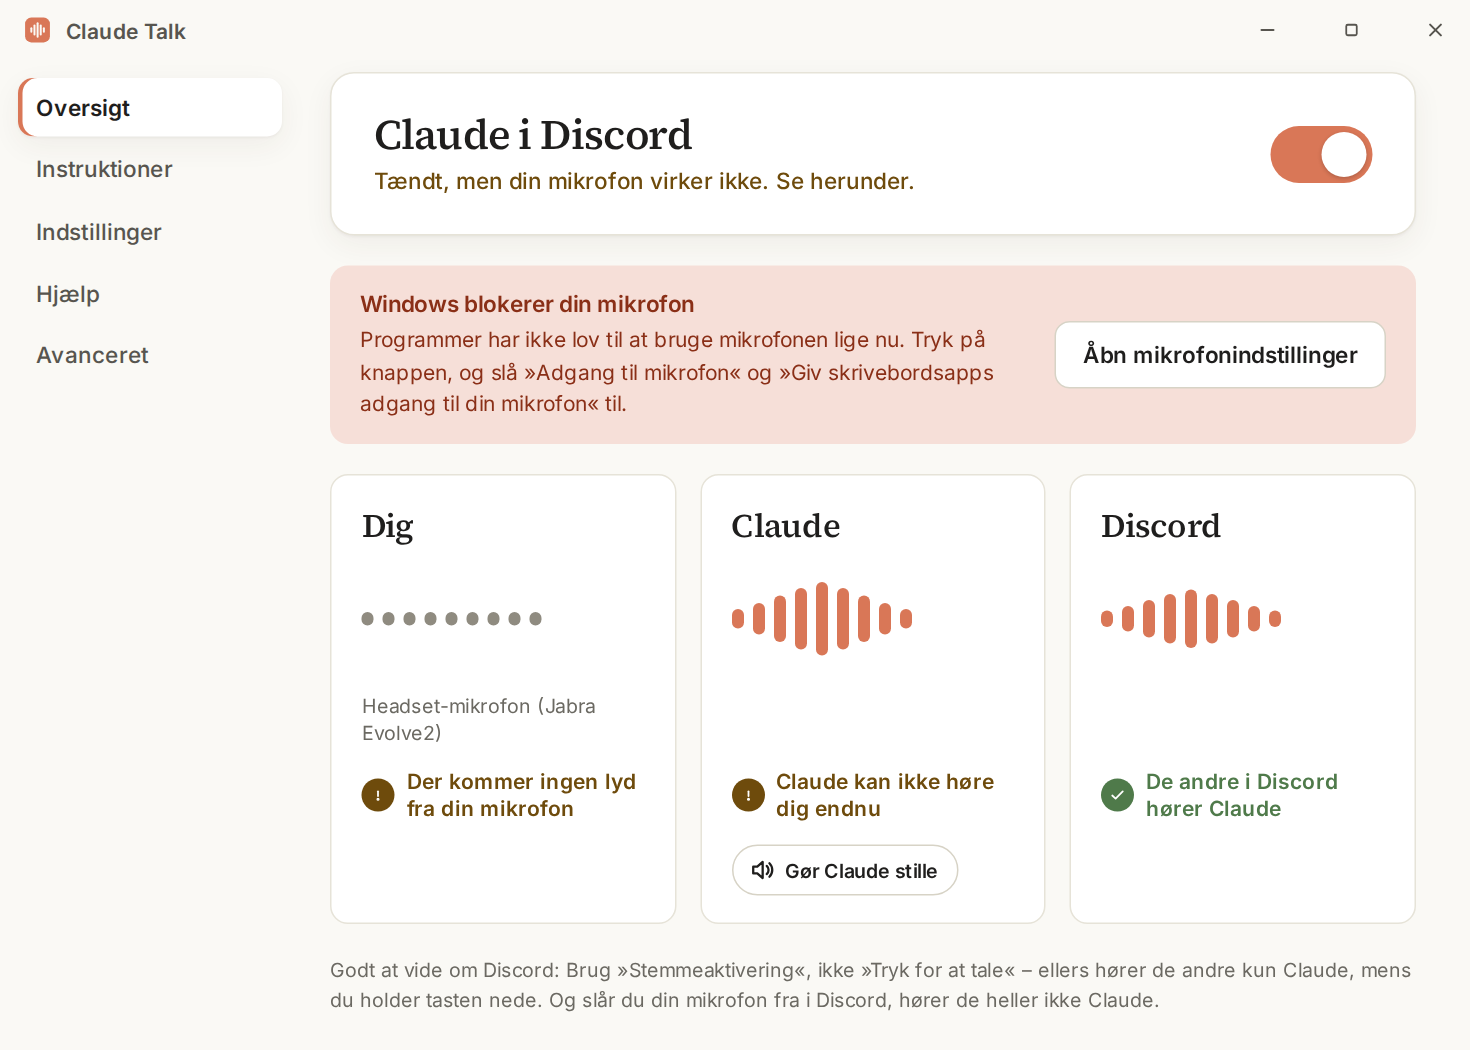 Claude Talk
Oversigt
Instruktioner
Indstillinger
Hjælp
Avanceret
Claude i Discord
Tændt, men din mikrofon virker ikke. Se herunder.
Windows blokerer din mikrofon
Programmer har ikke lov til at bruge mikrofonen lige nu. Tryk på
knappen, og slå »Adgang til mikrofon« og »Giv skrivebordsapps
adgang til din mikrofon« til.
Åbn mikrofonindstillinger
Dig
Headset-mikrofon (Jabra
Evolve2)
Der kommer ingen lyd
fra din mikrofon
Claude
Claude kan ikke høre
dig endnu
Gør Claude stille
Discord
De andre i Discord
hører Claude
Godt at vide om Discord: Brug »Stemmeaktivering«, ikke »Tryk for at tale« – ellers hører de andre kun Claude, mens
du holder tasten nede. Og slår du din mikrofon fra i Discord, hører de heller ikke Claude.